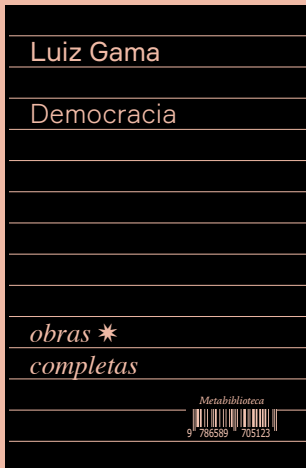 Luiz Gama
Democracia
obras ✷
completas
Metabiblioteca
9 786589 705123